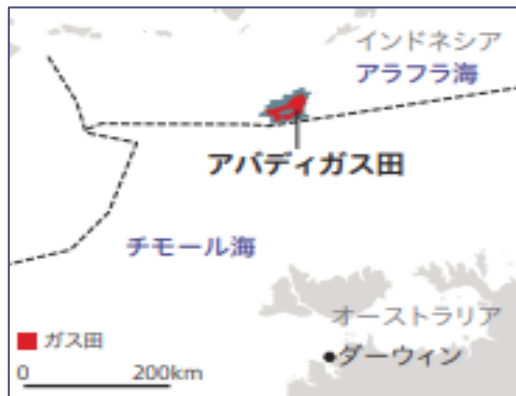 インドネシア
アラフラ海
アバディガス田
チモール海
オーストラリア
ダーウィン
ガス田
0 200km